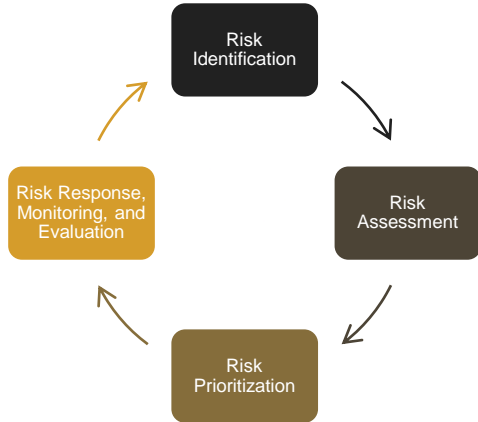 Risk
Identification
Risk
Assessment
Risk
Prioritization
Risk Response,
Monitoring, and
Evaluation